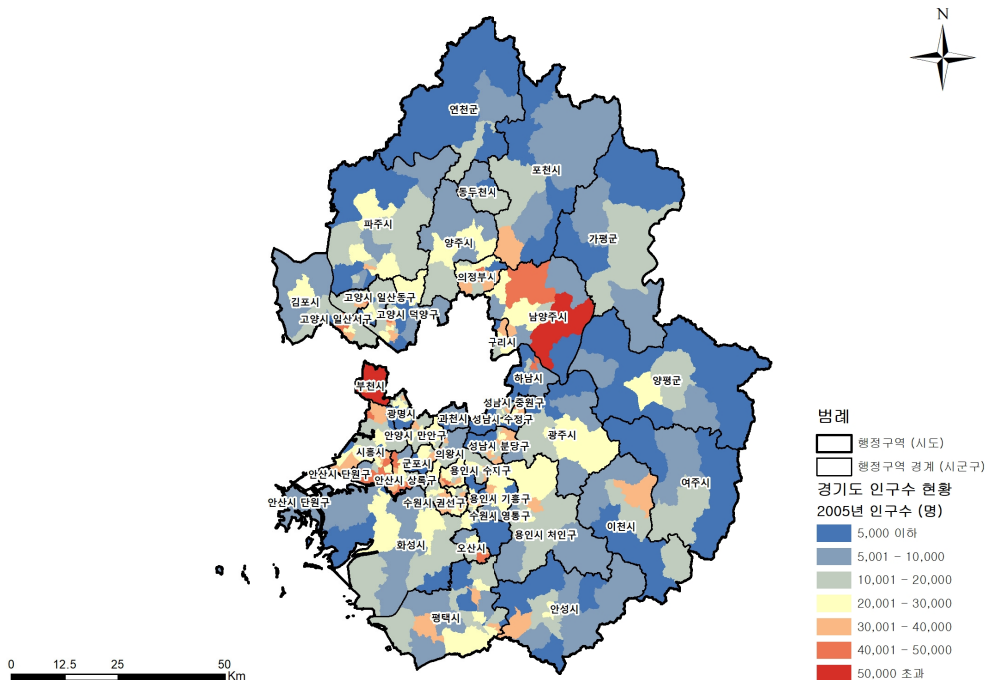 N
연천군
포천시
동두천시
파주시
가평군
양주시
의정부시
김포시
고양시 일산동구
고양시 일산서구
고양시 덕양구
남양주시
구리시
하남시
부천시
양평군
성남시 중원구
광명시
과천시
성남시 수정구
안양시 만안구
광주시
성남시 분당구
시흥시
의왕시
군포시
안산시 단원구
용인시 수지구
안산시 상록구
여주시
안산시 단원구
수원시 권선구
용인시 기흥구
수원시 영통구
이천시
용인시 처인구
화성시
오산시
안성시
평택시
범례
행정구역 (시도)
행정구역 경계 (시군구)
경기도 인구수 현황
2005년 인구수 (명)
5,000 이하
5,001 - 10,000
10,001 - 20,000
20,001 - 30,000
30,001 - 40,000
40,001 - 50,000
50,000 초과
0 12.5 25 50
Km